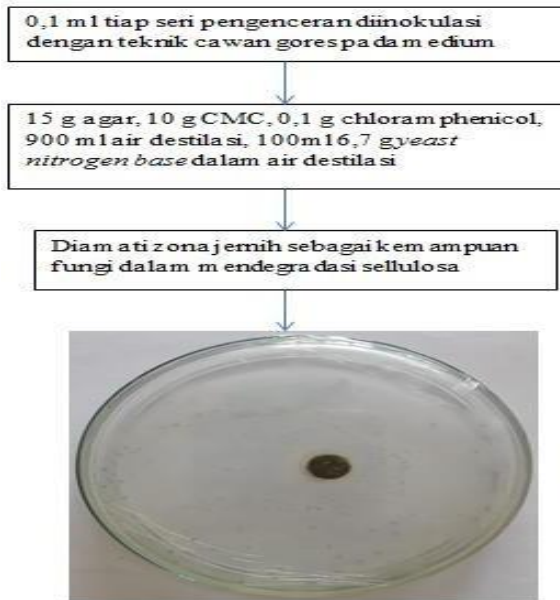 0,1 ml tiap seri pengenceran diinokulasi
dengan teknik cawan gores pada medium
15 g agar, 10 g CMC, 0,1 g chloramphenicol,
900 ml air destilasi, 100ml 6,7 g yeast
nitrogen base dalam air destilasi
Diamati zona jernih sebagai kemampuan
fungi dalam mendegradasi sellulosa